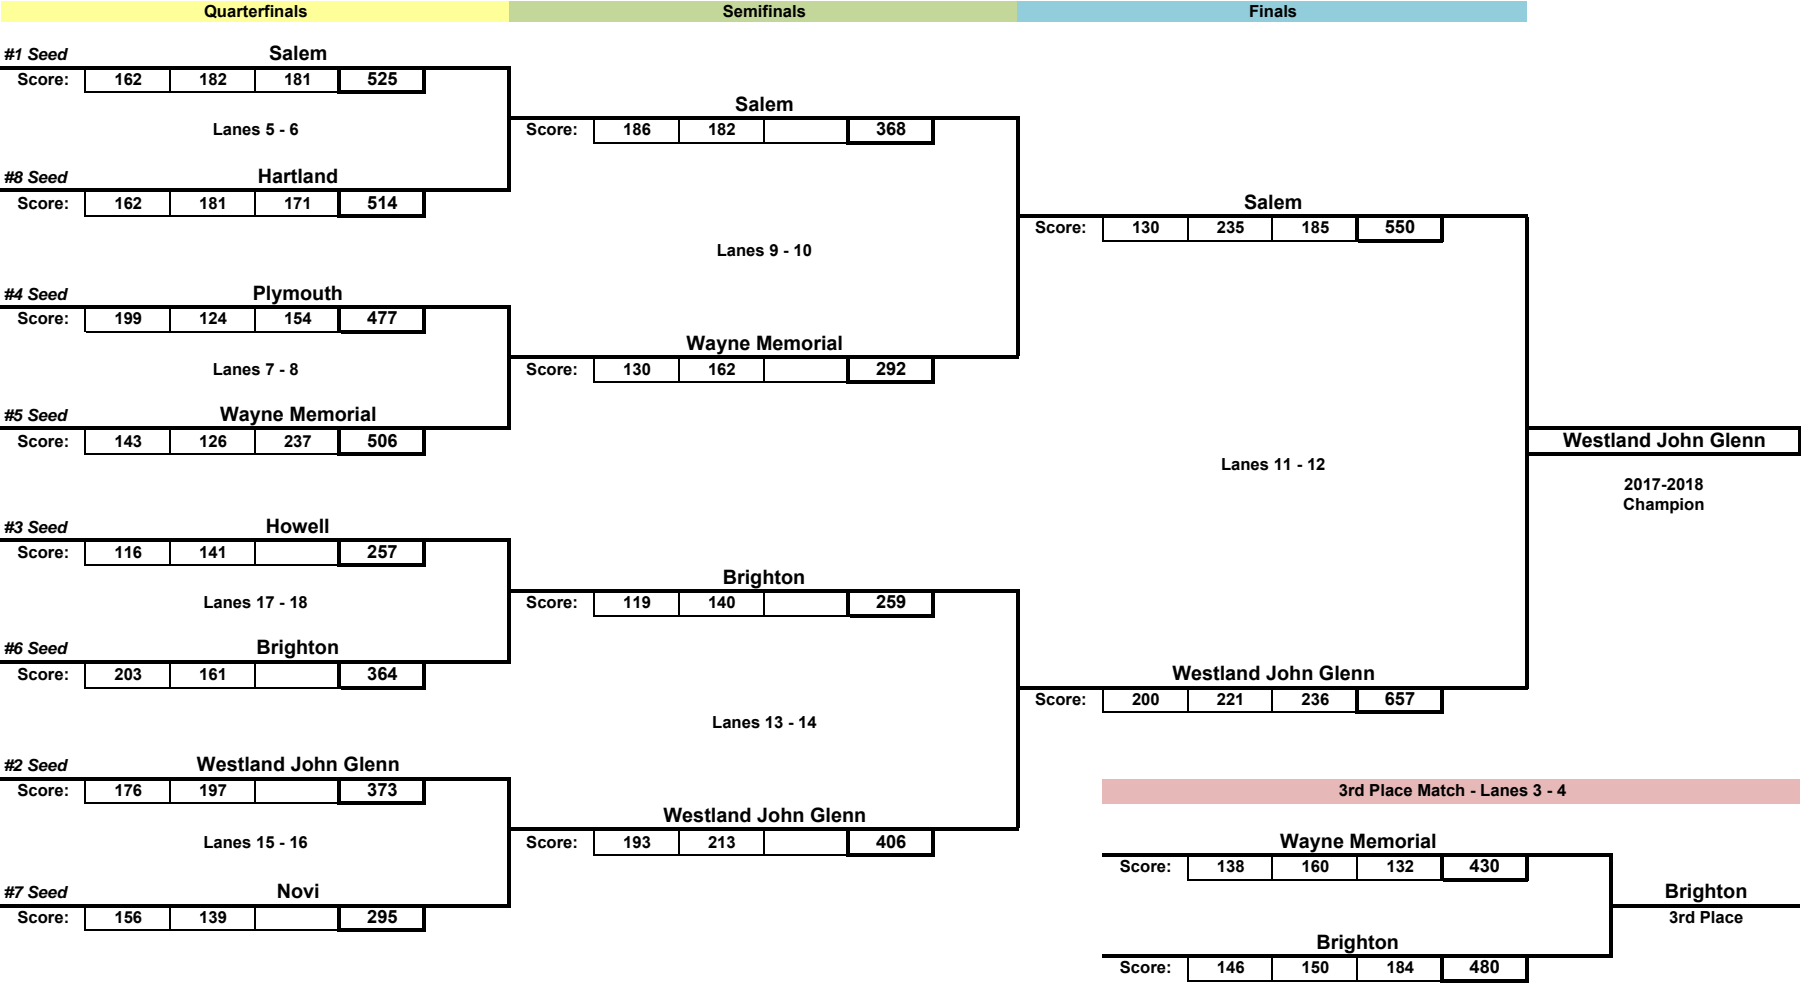 Quarterfinals Semifinals Finals
#1 Seed Salem
Score: 162 182 181 525
Lanes 5 - 6
#8 Seed Hartland
Score: 162 181 171 514
#4 Seed Plymouth
Score: 199 124 154 477
Lanes 7 - 8
#5 Seed Wayne Memorial
Score: 143 126 237 506
#3 Seed Howell
Score: 116 141 257
Lanes 17 - 18
#6 Seed Brighton
Score: 203 161 364
#2 Seed Westland John Glenn
Score: 176 197 373
Lanes 15 - 16
#7 Seed Novi
Score: 156 139 295
Salem
Score: 186 182 368
Lanes 9 - 10
Wayne Memorial
Score: 130 162 292
Brighton
Score: 119 140 259
Lanes 13 - 14
Westland John Glenn
Score: 193 213 406
Salem
Score: 130 235 185 550
Lanes 11 - 12
Westland John Glenn
Score: 200 221 236 657
Westland John Glenn
2017-2018
Champion
3rd Place Match - Lanes 3 - 4
Wayne Memorial
Score: 138 160 132 430
Brighton
Score: 146 150 184 480
Brighton
3rd Place